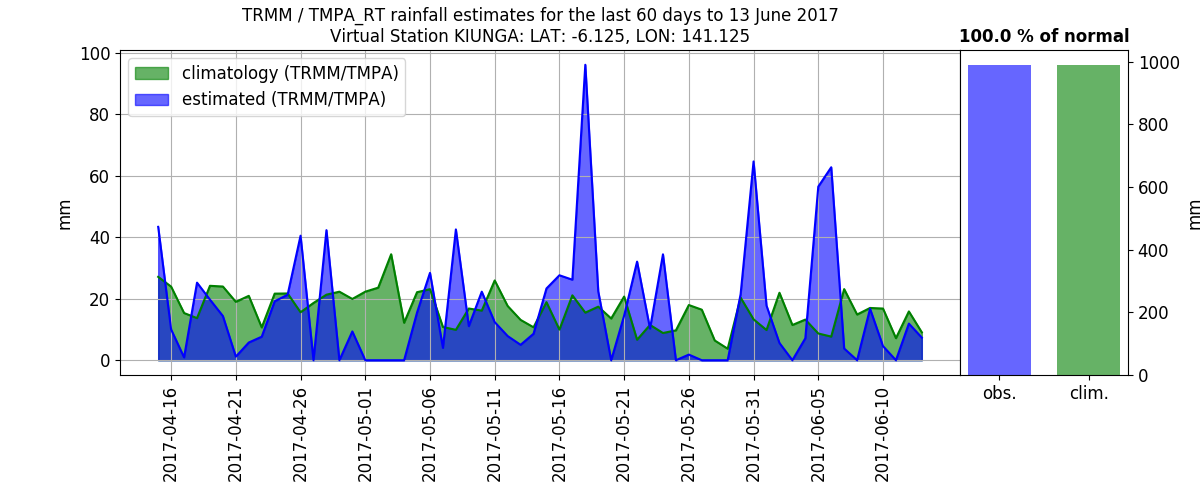 TRMM / TMPA_RT rainfall estimates for the last 60 days to 13 June 2017
Virtual Station KIUNGA: LAT: -6.125, LON: 141.125
100.0 % of normal
climatology (TRMM/TMPA)
estimated (TRMM/TMPA)
mm
100
80
60
40
20
0
2017-04-16
2017-04-21
2017-04-26
2017-05-01
2017-05-06
2017-05-11
2017-05-16
2017-05-21
2017-05-26
2017-05-31
2017-06-05
2017-06-10
1000
800
600
400
200
0
mm
obs.
clim.